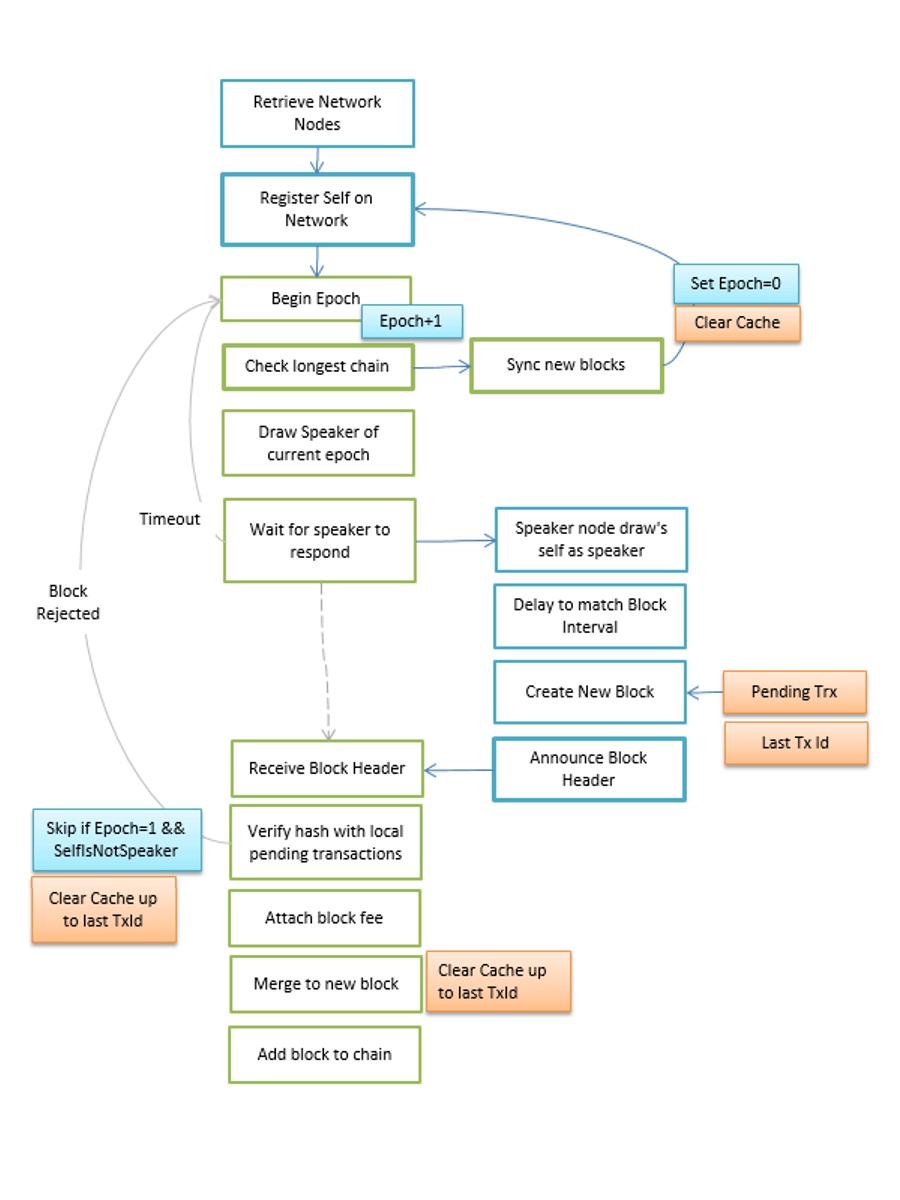 Retrieve Network
Nodes
Register Self on
Network
Begin Epoch
Epoch+1
Set Epoch=0
Clear Cache
Check longest chain
Sync new blocks
Draw Speaker of
current epoch
Timeout
Wait for speaker to
respond
Speaker node draw's
self as speaker
Block
Rejected
Delay to match Block
Interval
Create New Block
Pending Trx
Last Tx Id
Receive Block Header
Announce Block
Header
Skip if Epoch=1 &&
SelfIsNotSpeaker
Verify hash with local
pending transactions
Clear Cache up
to last TxId
Attach block fee
Merge to new block
Clear Cache up
to last TxId
Add block to chain